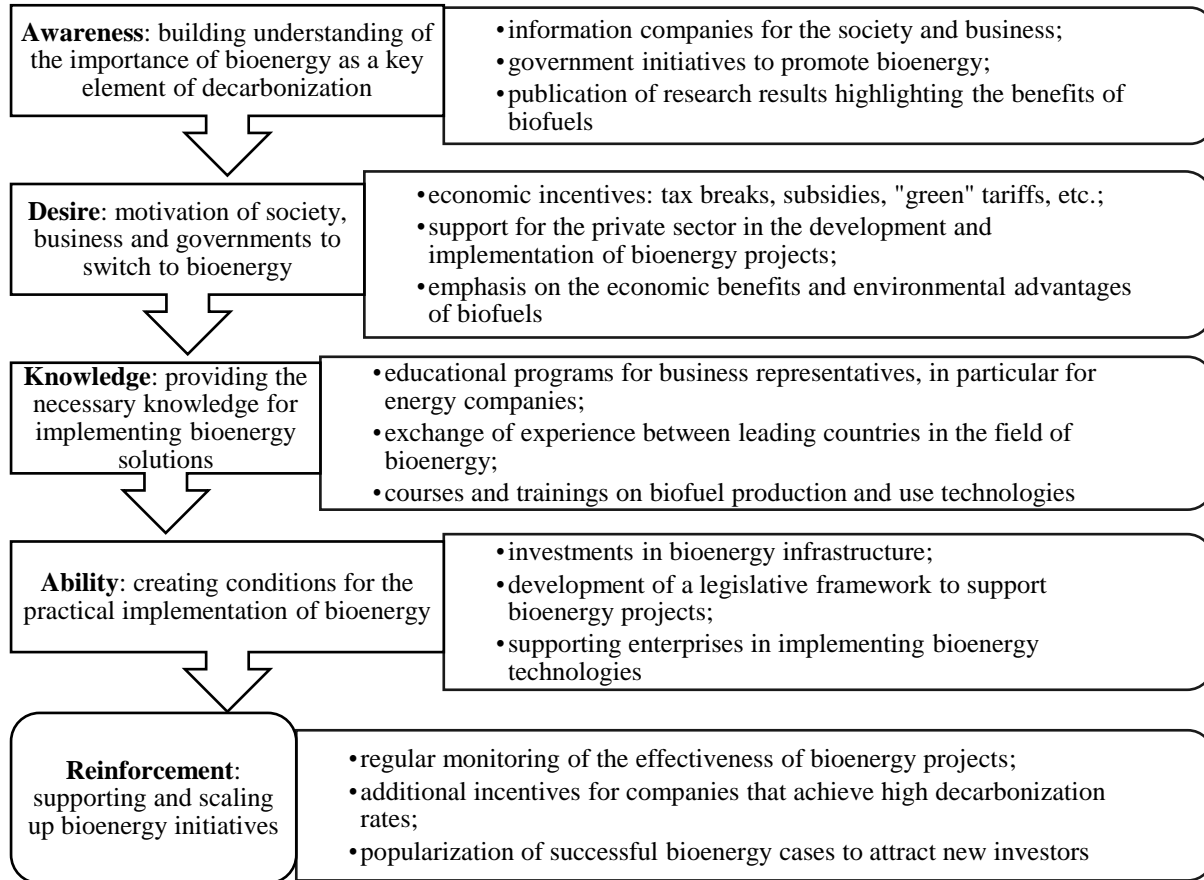 Awareness: building understanding of
the importance of bioenergy as a key
element of decarbonization
•information companies for the society and business;
•government initiatives to promote bioenergy;
•publication of research results highlighting the benefits of
biofuels
Desire: motivation of society,
business and governments to
switch to bioenergy
•economic incentives: tax breaks, subsidies, "green" tariffs, etc.;
•support for the private sector in the development and
implementation of bioenergy projects;
•emphasis on the economic benefits and environmental advantages
of biofuels
Knowledge: providing the
necessary knowledge for
implementing bioenergy
solutions
•educational programs for business representatives, in particular for
energy companies;
•exchange of experience between leading countries in the field of
bioenergy;
•courses and trainings on biofuel production and use technologies
Ability: creating conditions for the
practical implementation of bioenergy
•investments in bioenergy infrastructure;
•development of a legislative framework to support
bioenergy projects;
•supporting enterprises in implementing bioenergy
technologies
Reinforcement:
supporting and scaling
up bioenergy initiatives
•regular monitoring of the effectiveness of bioenergy projects;
•additional incentives for companies that achieve high decarbonization
rates;
•popularization of successful bioenergy cases to attract new investors